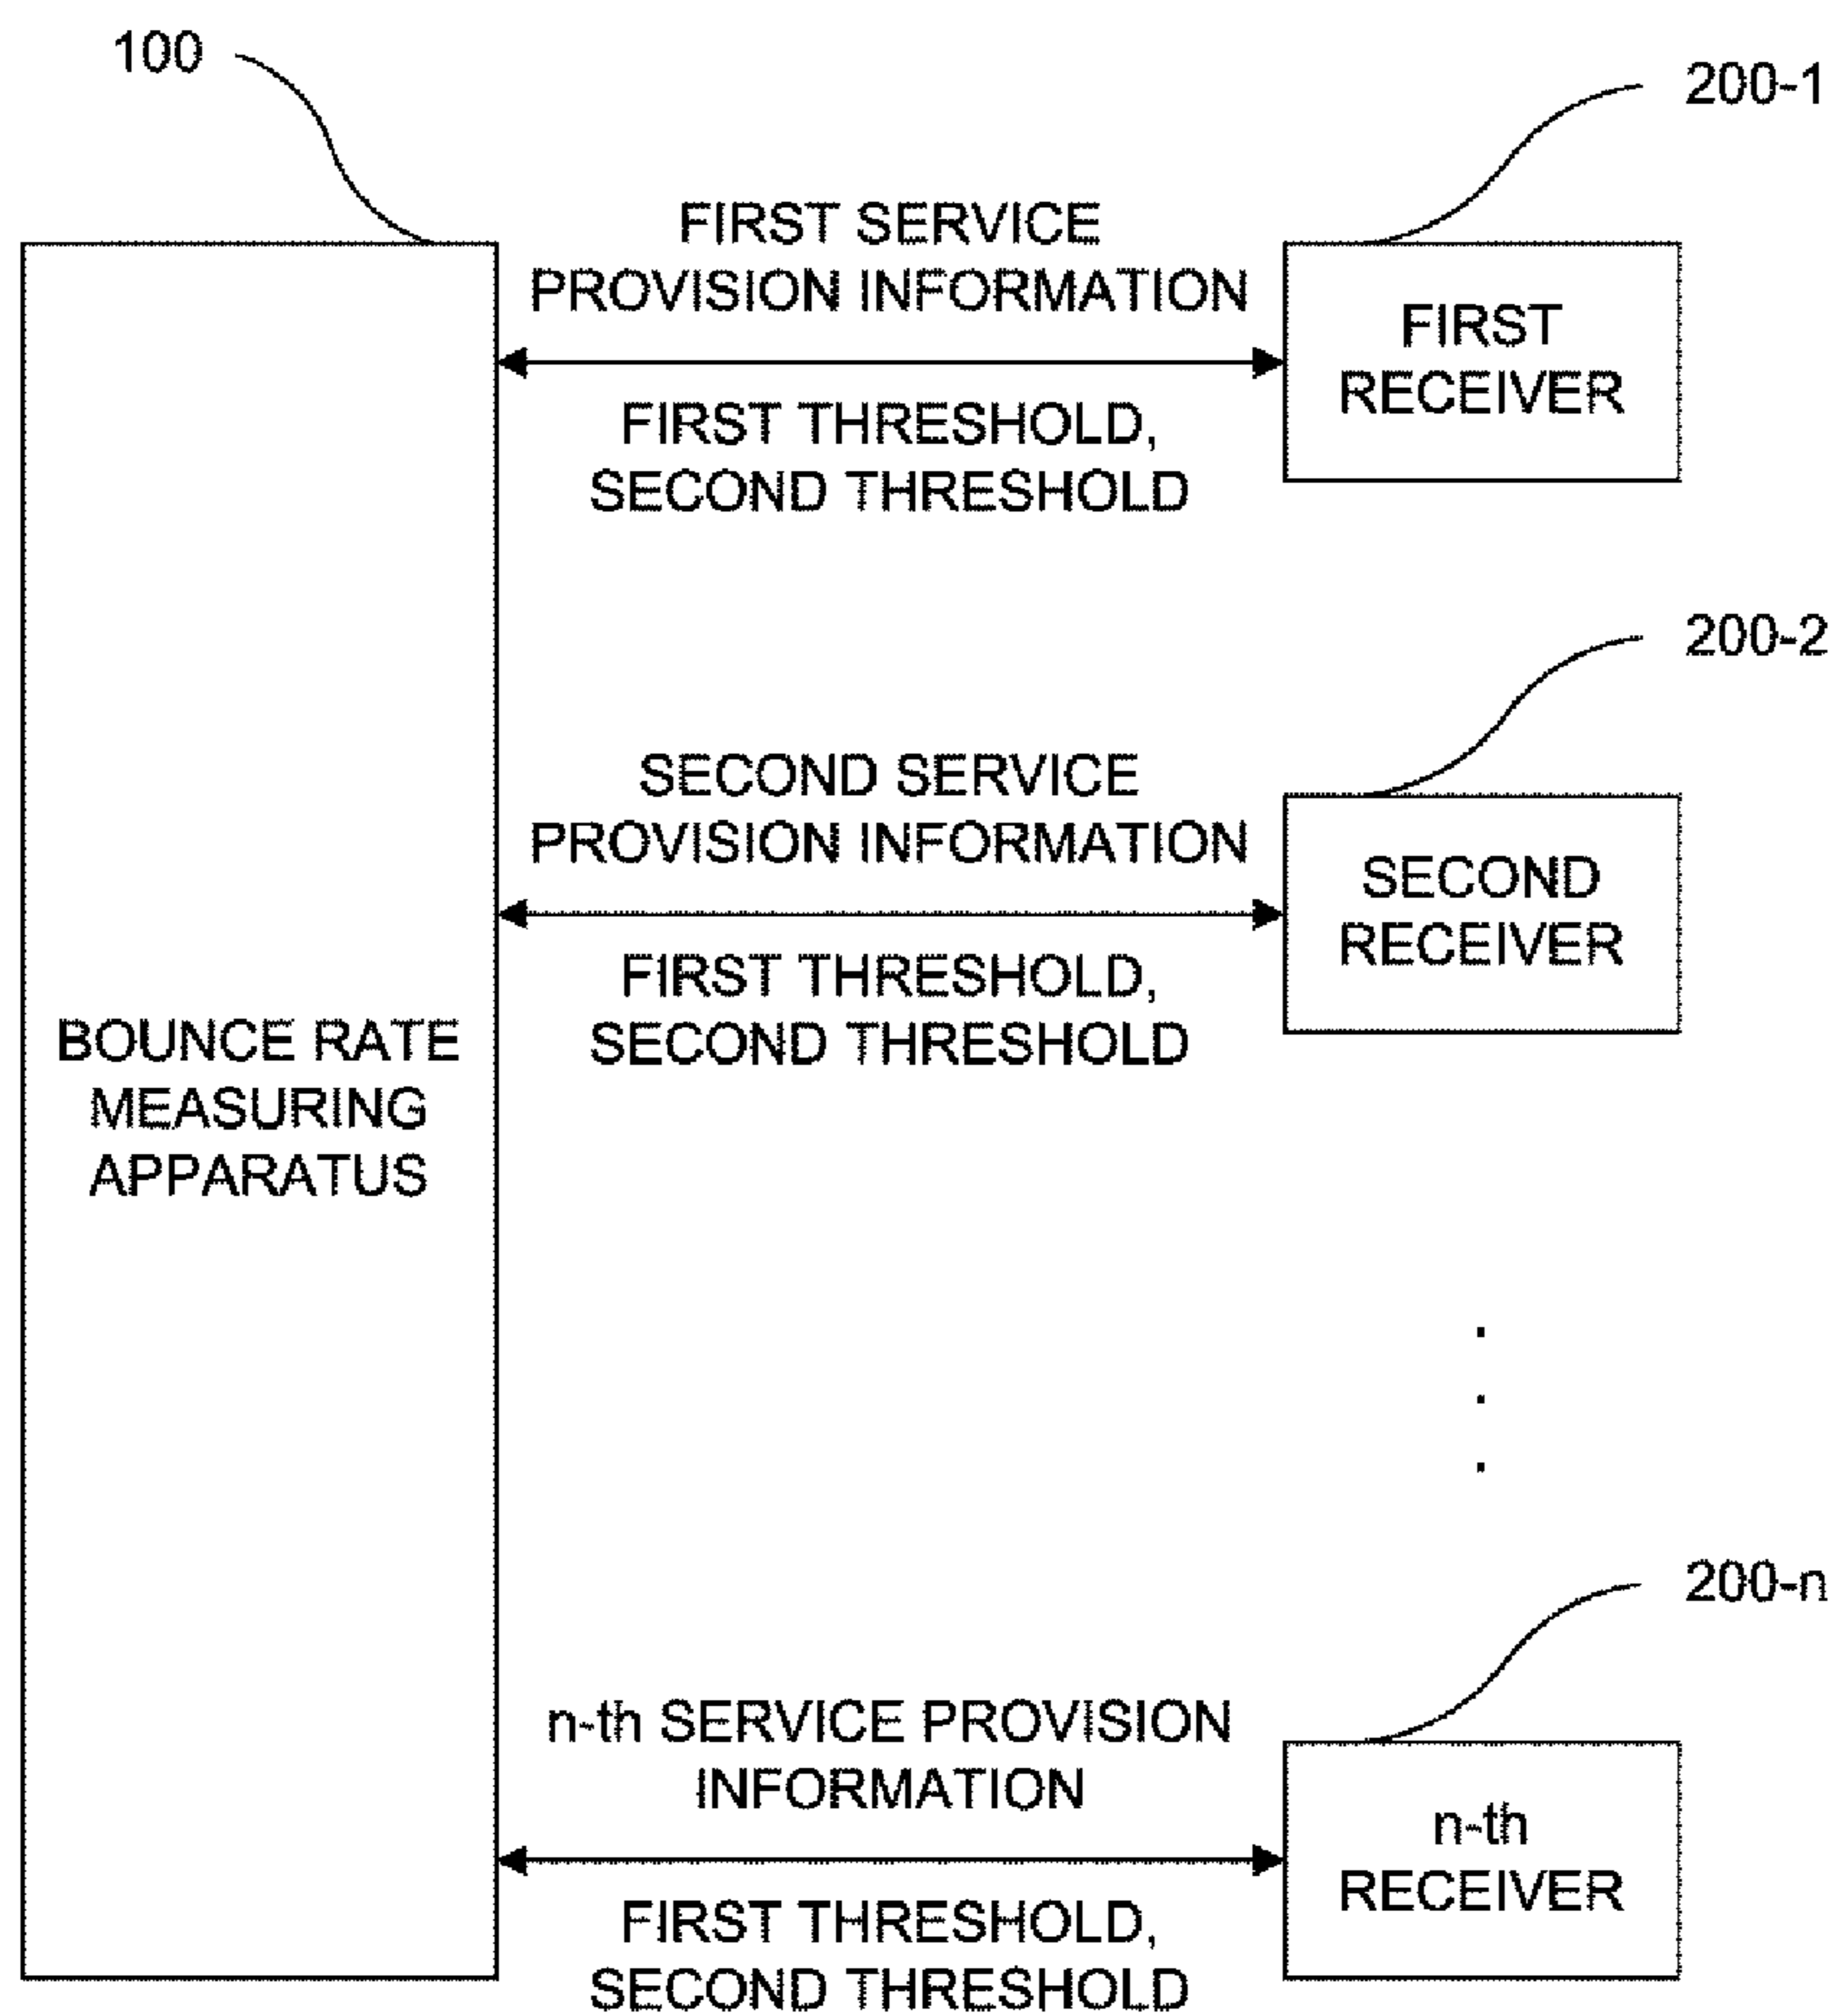 100
200-1
FIRST SERVICE
PROVISION INFORMATION
FIRST
RECEIVER
FIRST THRESHOLD,
SECOND THRESHOLD
200-2
SECOND SERVICE
PROVISION INFORMATION
SECOND
RECEIVER
FIRST THRESHOLD,
SECOND THRESHOLD
BOUNCE RATE
MEASURING
APPARATUS
200-n
n-th SERVICE PROVISION
INFORMATION
n-th
RECEIVER
FIRST THRESHOLD,
SECOND THRESHOLD